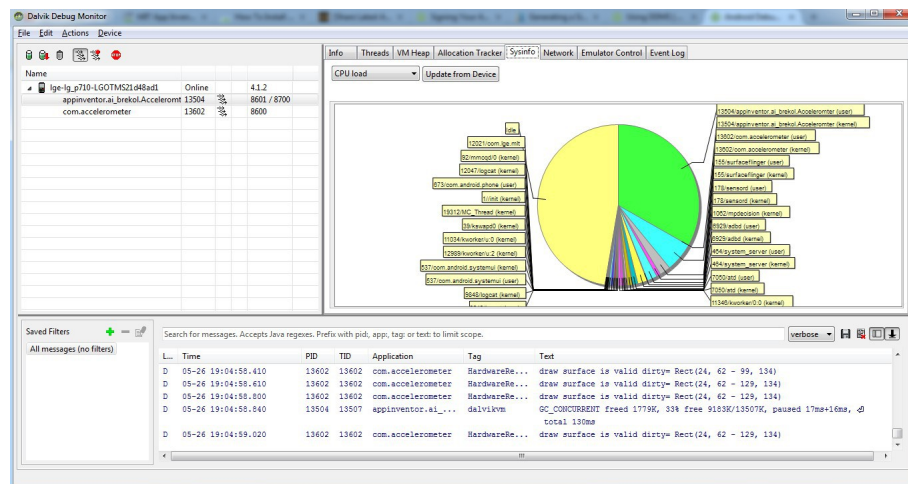 Dalvik Debug Monitor
File Edit Actions Device
Name
lge-lg_p710-LGOTMS21d48ad1 Online 4.1.2
appinventor.ai_brekol.Acceleromt 13504 8601 / 8700
com.accelerometer 13602 8600
Info Threads VM Heap Allocation Tracker Sysinfo Network Emulator Control Event Log
CPU load Update from Device
Idle
12021/com.lge.mlt
92/mmcqd/0 (kernel)
12047/logcat (kernel)
673/com.android.phone (user)
1//init (kernel)
19312/MC_Thread (kernel)
39/kswapd0 (kernel)
11034/kworker/u:0 (kernel)
12989/kworker/u:2 (kernel)
537/com.android.systemui (kernel)
537/com.android.systemui (user)
9848/logcat (kernel)
13504/appinventor.ai_brekol.Acceleromter (user)
13504/appinventor.ai_brekol.Acceleromter (kernel)
13602/com.accelerometer (user)
13602/com.accelerometer (kernel)
155/surfaceflinger (user)
155/surfaceflinger (kernel)
178/sensord (user)
178/sensord (kernel)
1062/mpdecision (kernel)
6929/adbd (user)
6929/adbd (kernel)
464/system_server (user)
464/system_server (kernel)
7050/atd (user)
7050/atd (kernel)
11346/kworker/0:0 (kernel)
Saved Filters
All messages (no filters)
Search for messages. Accepts Java regexes. Prefix with pid:, app:, tag: or text: to limit scope.
verbose
L... Time PID TID Application Tag Text
D 05-26 19:04:58.410 13602 13602 com.accelerometer HardwareRe... draw surface is valid dirty= Rect(24, 62 - 99, 134)
D 05-26 19:04:58.610 13602 13602 com.accelerometer HardwareRe... draw surface is valid dirty= Rect(24, 62 - 129, 134)
D 05-26 19:04:58.800 13602 13602 com.accelerometer HardwareRe... draw surface is valid dirty= Rect(24, 62 - 129, 134)
D 05-26 19:04:58.840 13504 13507 appinventor.ai_... dalvikvm GC_CONCURRENT freed 1779K, 33% free 9183K/13507K, paused 17ms+16ms,
total 130ms
D 05-26 19:04:59.020 13602 13602 com.accelerometer HardwareRe... draw surface is valid dirty= Rect(24, 62 - 129, 134)